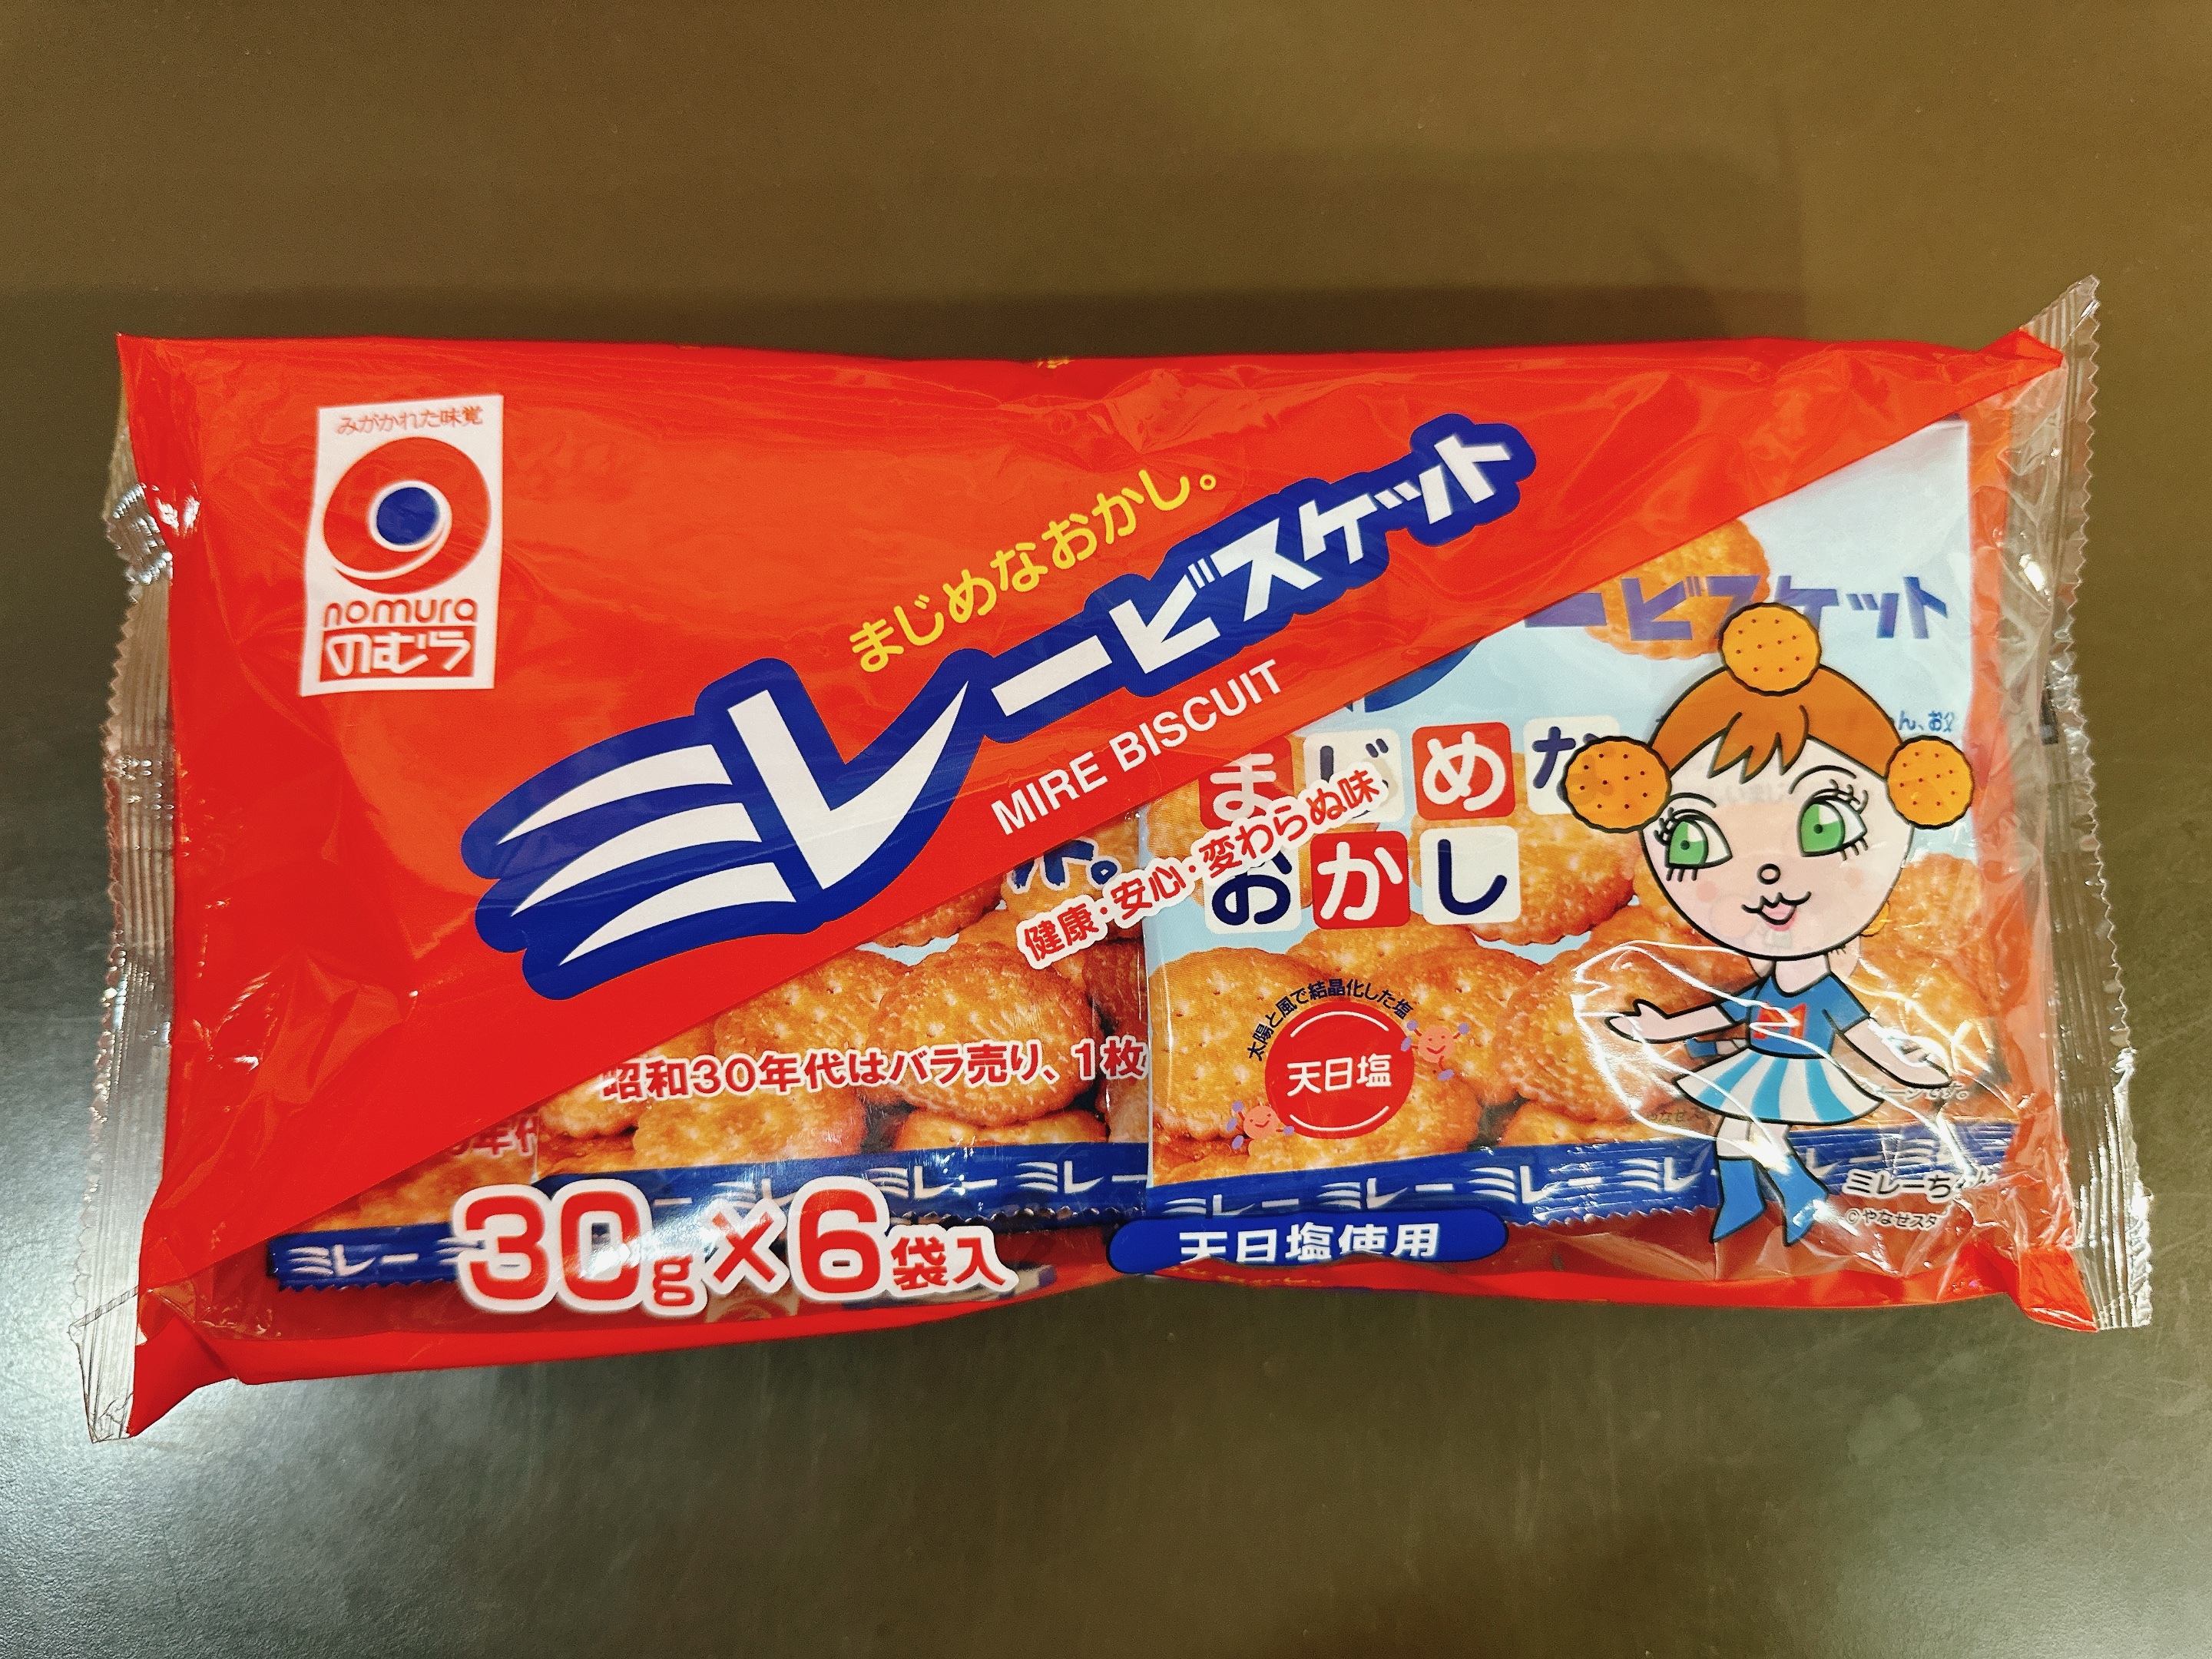 みがかれた味覚
nomura
のむら
まじめなおかし。
ミレービスケット
MIRE BISCUIT
健康・安心・変わらぬ味
ービスケット
まじめな
おかし
太陽と風で結晶化した塩
天日塩
昭和30年代はバラ売り、1枚
ミレー ミレー ミレー ミレー
ミレー
30g×6袋入
天日塩使用
ミレーち
©やなせスタ